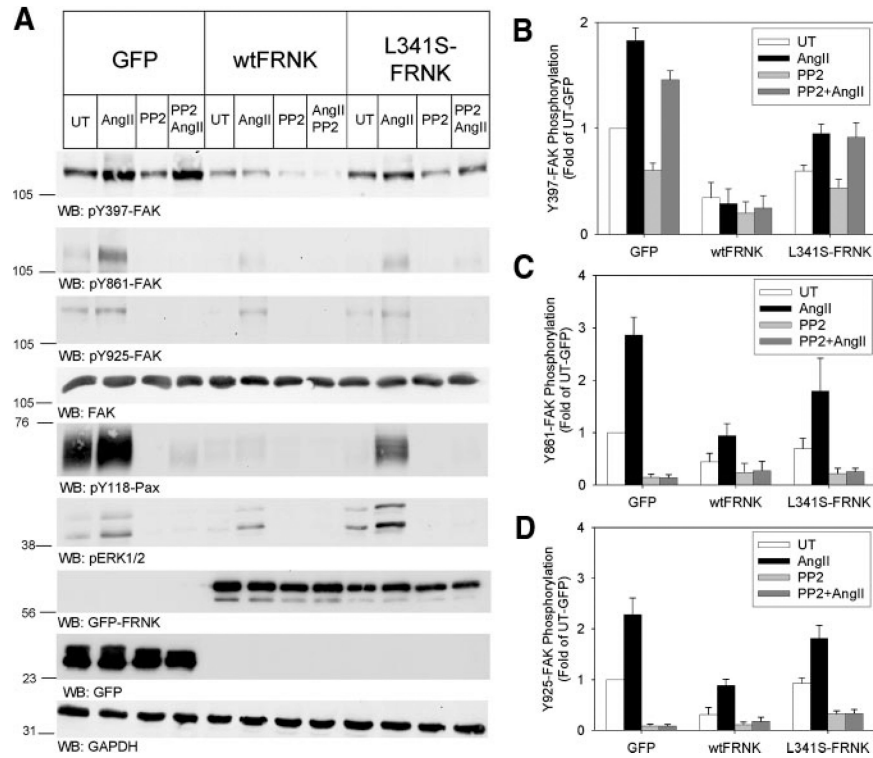 A
GFP
wtFRNK
L341S-
FRNK
UT
AngII
PP2
PP2
AngII
UT
AngII
PP2
AngII
PP2
UT
AngII
PP2
PP2
AngII
105
WB: pY397-FAK
105
WB: pY861-FAK
105
WB: pY925-FAK
105
WB: FAK
76
WB: pY118-Pax
38
WB: pERK1/2
56
WB: GFP-FRNK
23
WB: GFP
31
WB: GAPDH
B
Y397-FAK Phosphorylation
(Fold of UT-GFP)
2
1
0
UT
AngII
PP2
PP2+AngII
GFP
wtFRNK
L341S-FRNK
C
Y861-FAK Phosphorylation
(Fold of UT-GFP)
4
3
2
1
0
UT
AngII
PP2
PP2+AngII
GFP
wtFRNK
L341S-FRNK
D
Y925-FAK Phosphorylation
(Fold of UT-GFP)
4
3
2
1
0
UT
AngII
PP2
PP2+AngII
GFP
wtFRNK
L341S-FRNK